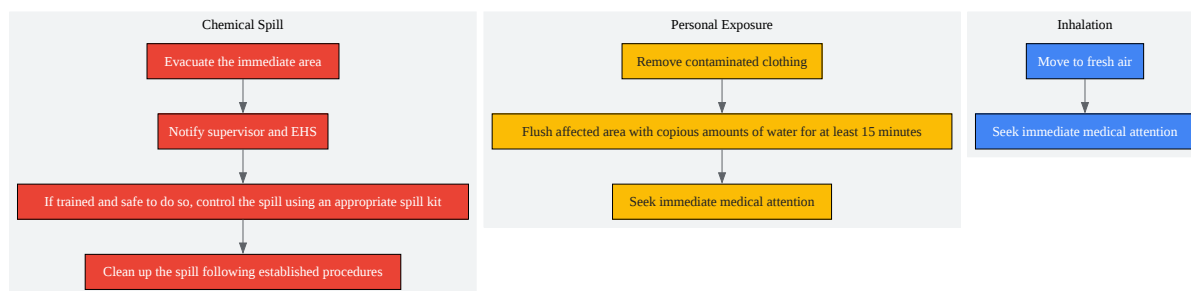 Chemical Spill
Evacuate the immediate area
Notify supervisor and EHS
If trained and safe to do so, control the spill using an appropriate spill kit
Clean up the spill following established procedures
Personal Exposure
Remove contaminated clothing
Flush affected area with copious amounts of water for at least 15 minutes
Seek immediate medical attention
Inhalation
Move to fresh air
Seek immediate medical attention